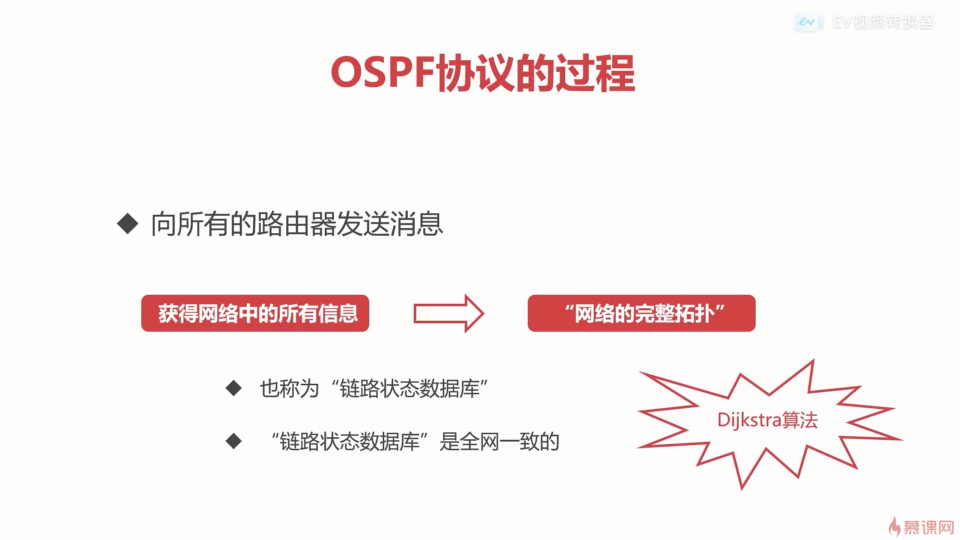 EV视频转换器
OSPF协议的过程
向所有的路由器发送消息
获得网络中的所有信息
“网络的完整拓扑”
也称为“链路状态数据库”
“链路状态数据库”是全网一致的
Dijkstra算法
慕课网